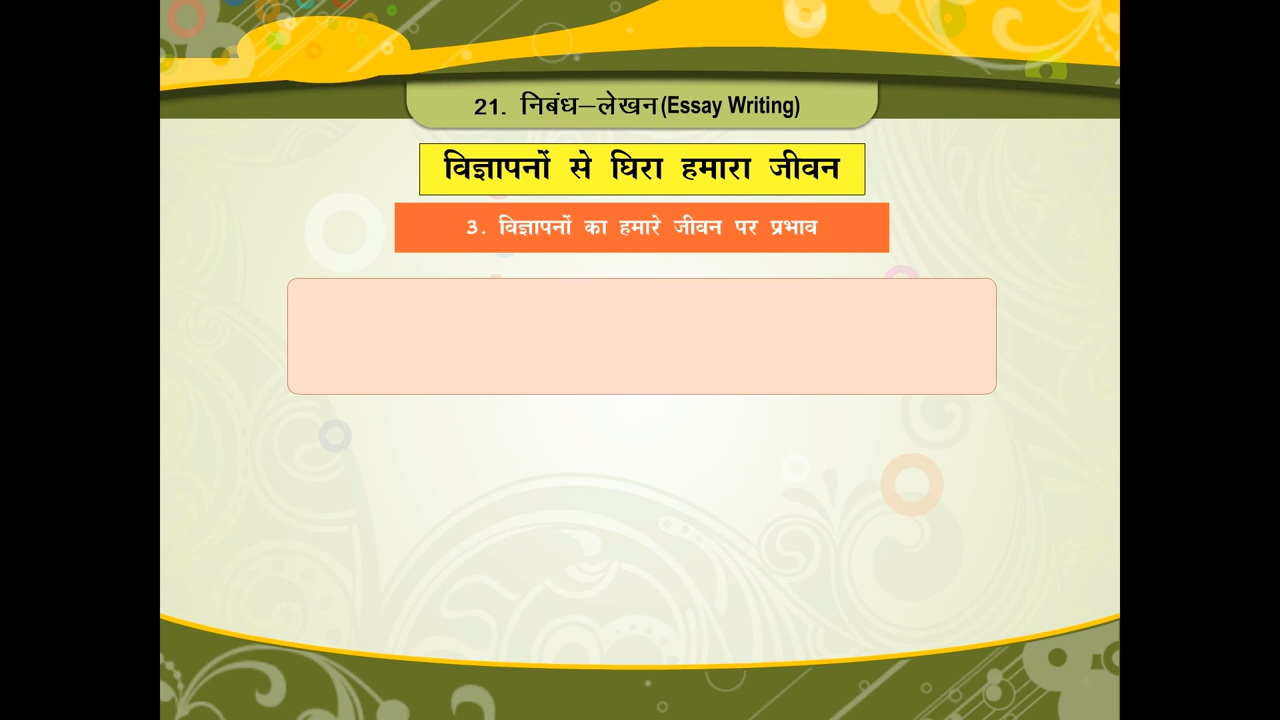 21. निबंध–लेखन(Essay Writing)
विज्ञापनों से घिरा हमारा जीवन
3. विज्ञापनों का हमारे जीवन पर प्रभाव